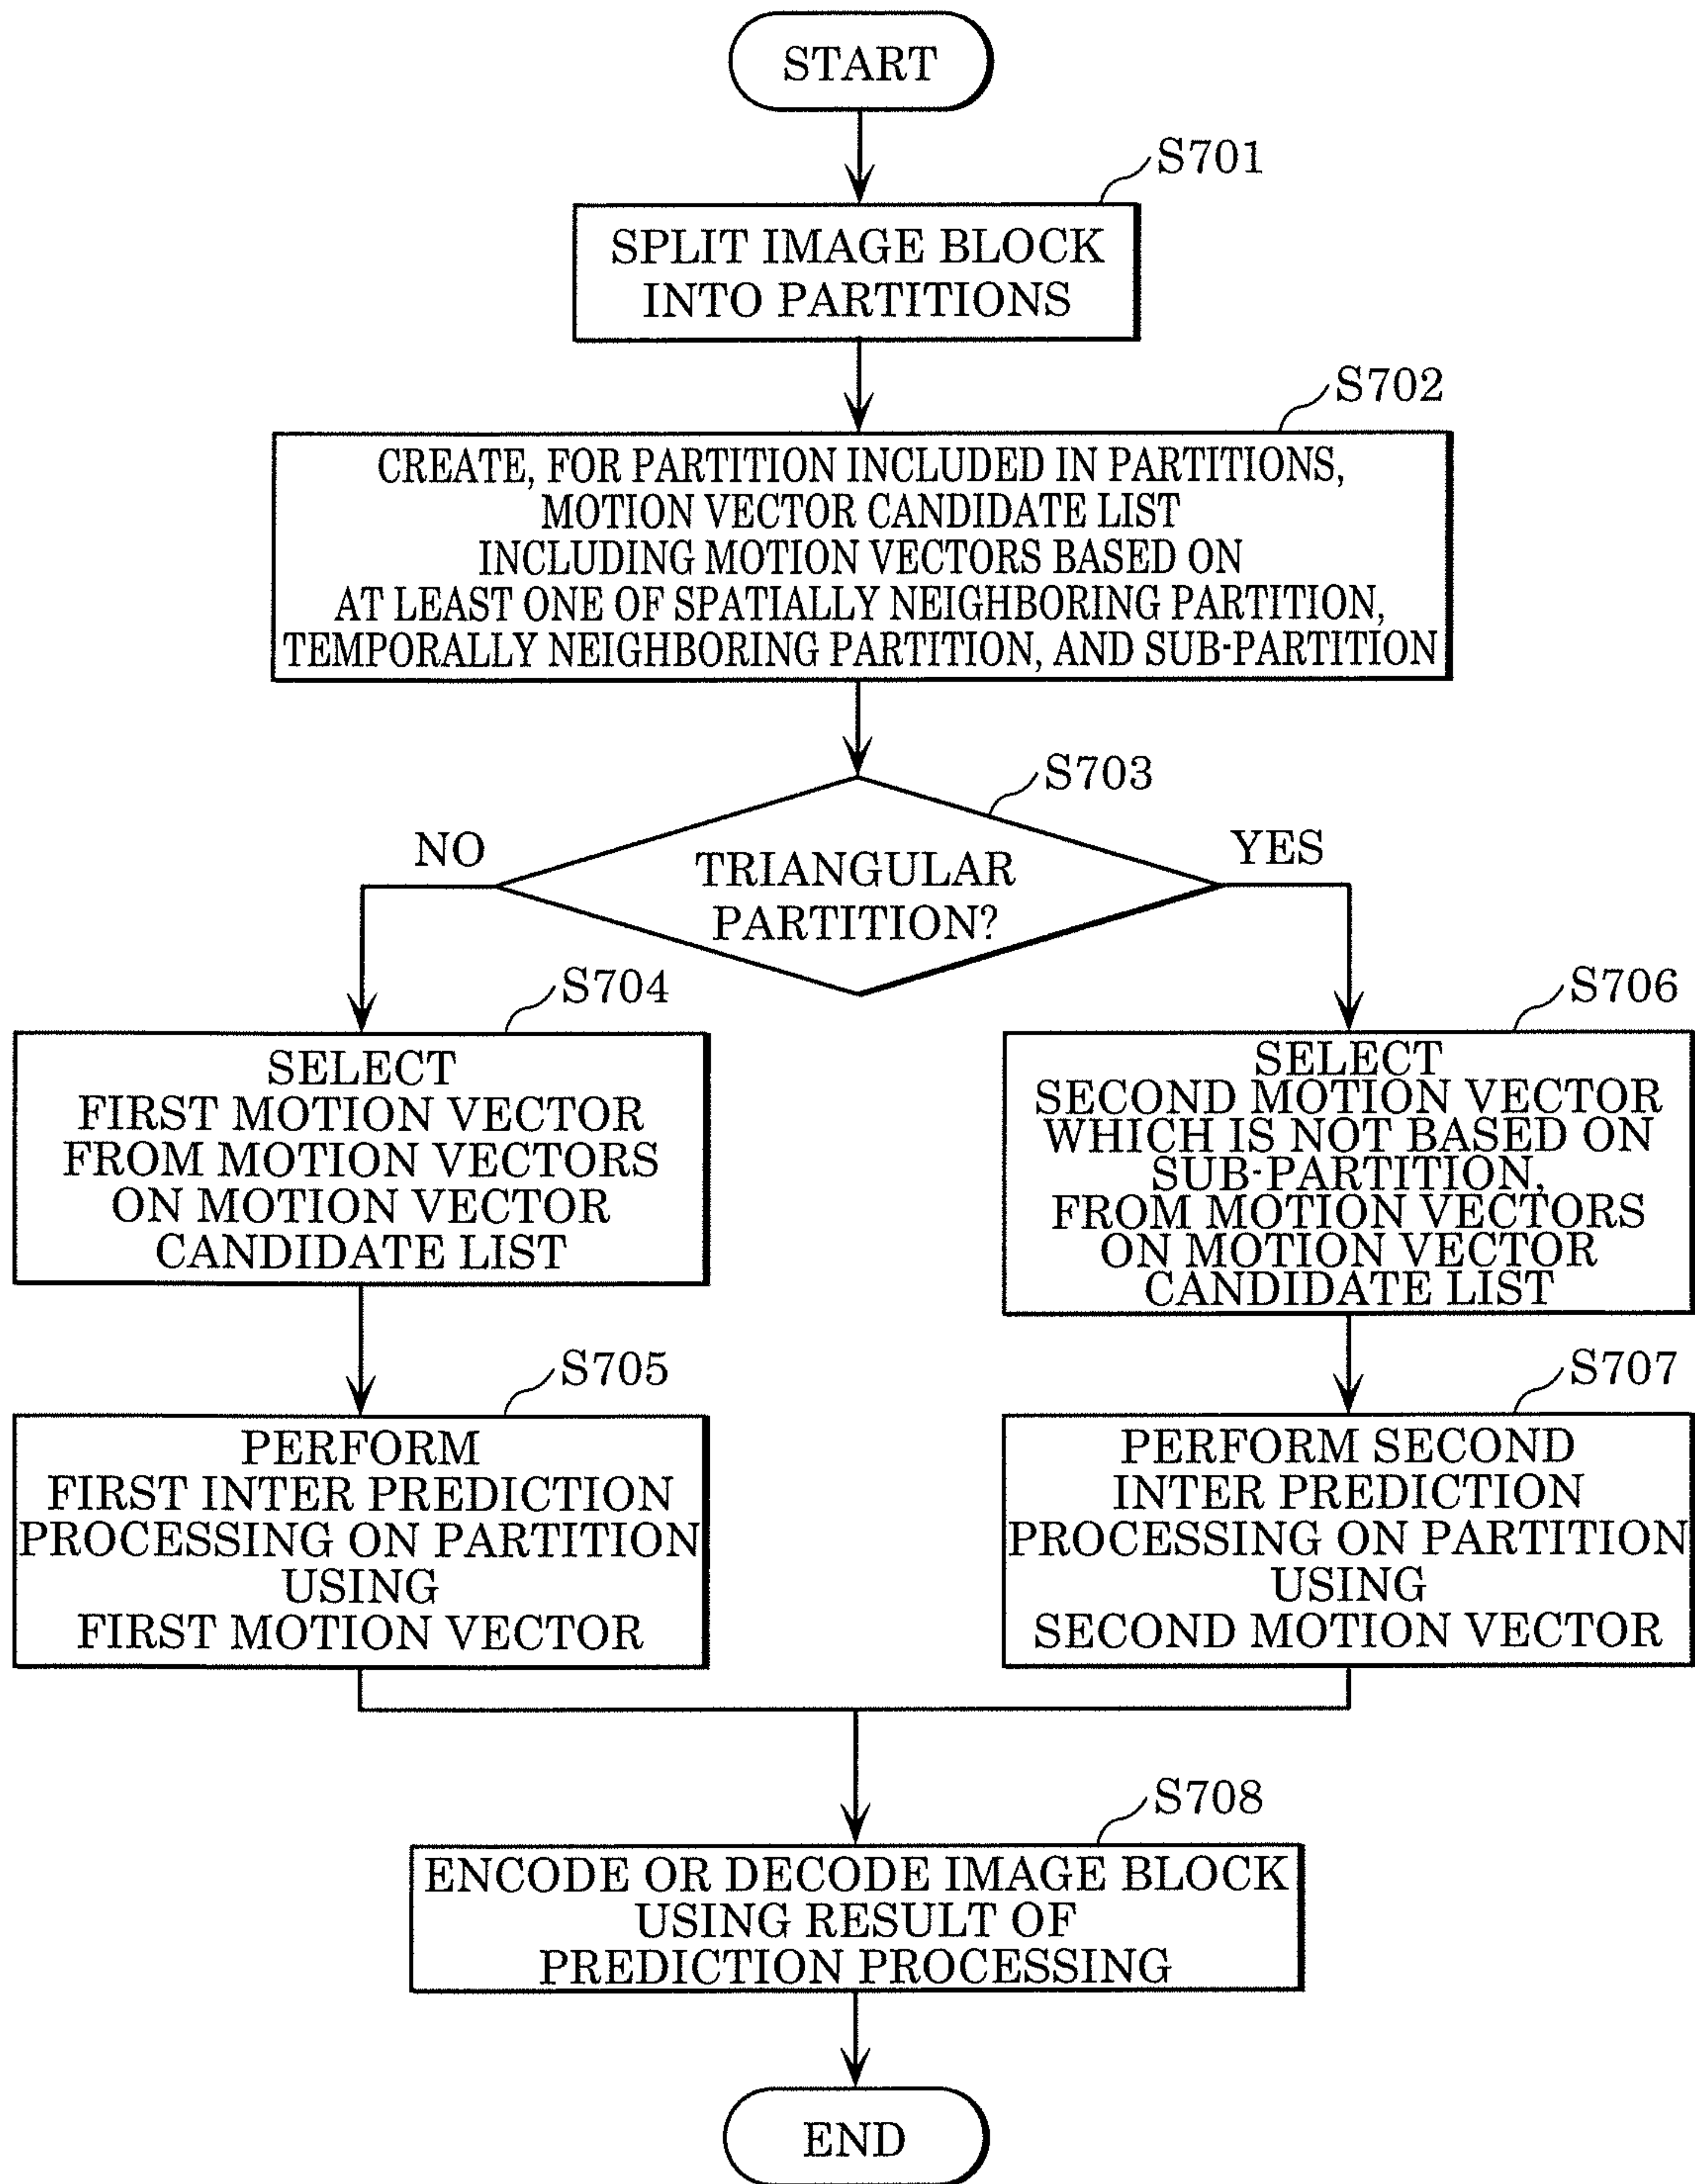 START
S701
SPLIT IMAGE BLOCK
INTO PARTITIONS
S702
CREATE, FOR PARTITION INCLUDED IN PARTITIONS,
MOTION VECTOR CANDIDATE LIST
INCLUDING MOTION VECTORS BASED ON
AT LEAST ONE OF SPATIALLY NEIGHBORING PARTITION,
TEMPORALLY NEIGHBORING PARTITION, AND SUB-PARTITION
S703
NO
YES
TRIANGULAR
PARTITION?
S704
SELECT
FIRST MOTION VECTOR
FROM MOTION VECTORS
ON MOTION VECTOR
CANDIDATE LIST
S706
SELECT
SECOND MOTION VECTOR
WHICH IS NOT BASED ON
SUB-PARTITION,
FROM MOTION VECTORS
ON MOTION VECTOR
CANDIDATE LIST
S705
PERFORM
FIRST INTER PREDICTION
PROCESSING ON PARTITION
USING
FIRST MOTION VECTOR
S707
PERFORM SECOND
INTER PREDICTION
PROCESSING ON PARTITION
USING
SECOND MOTION VECTOR
S708
ENCODE OR DECODE IMAGE BLOCK
USING RESULT OF
PREDICTION PROCESSING
END